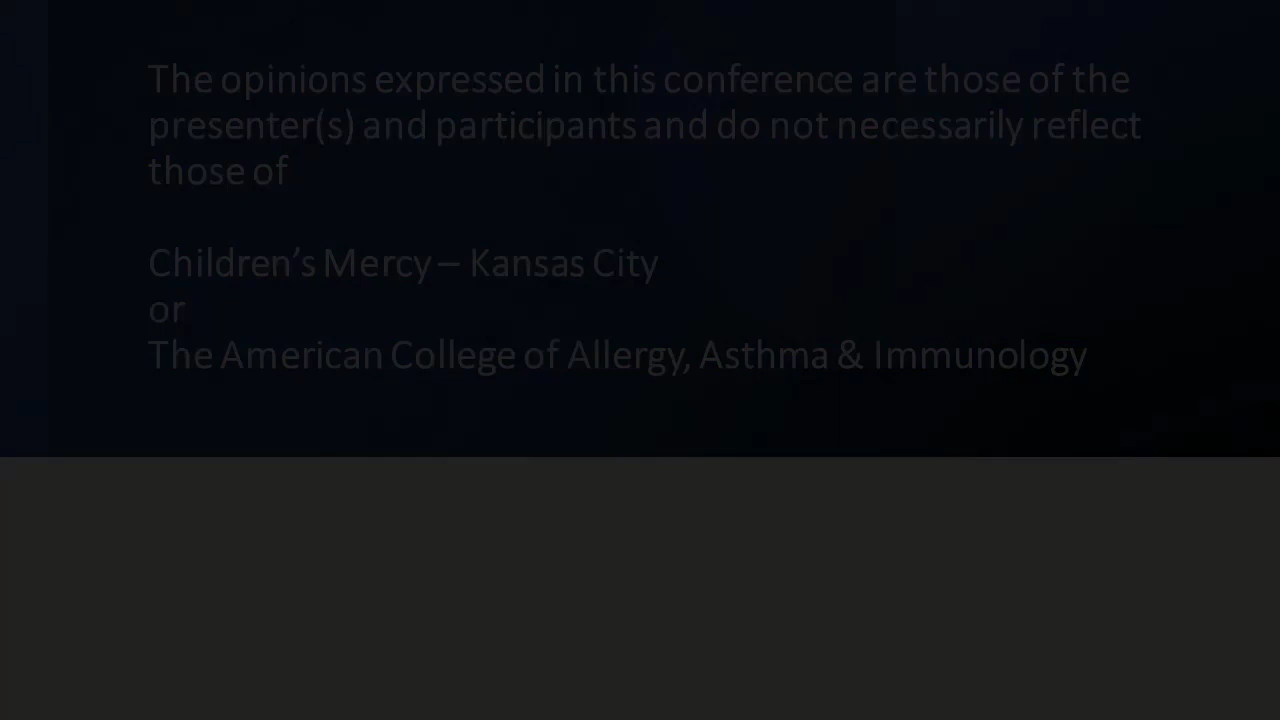 The opinions expressed in this conference are those of the
presenter(s) and participants and do not necessarily reflect
those of
Children’s Mercy – Kansas City
or
The American College of Allergy, Asthma & Immunology